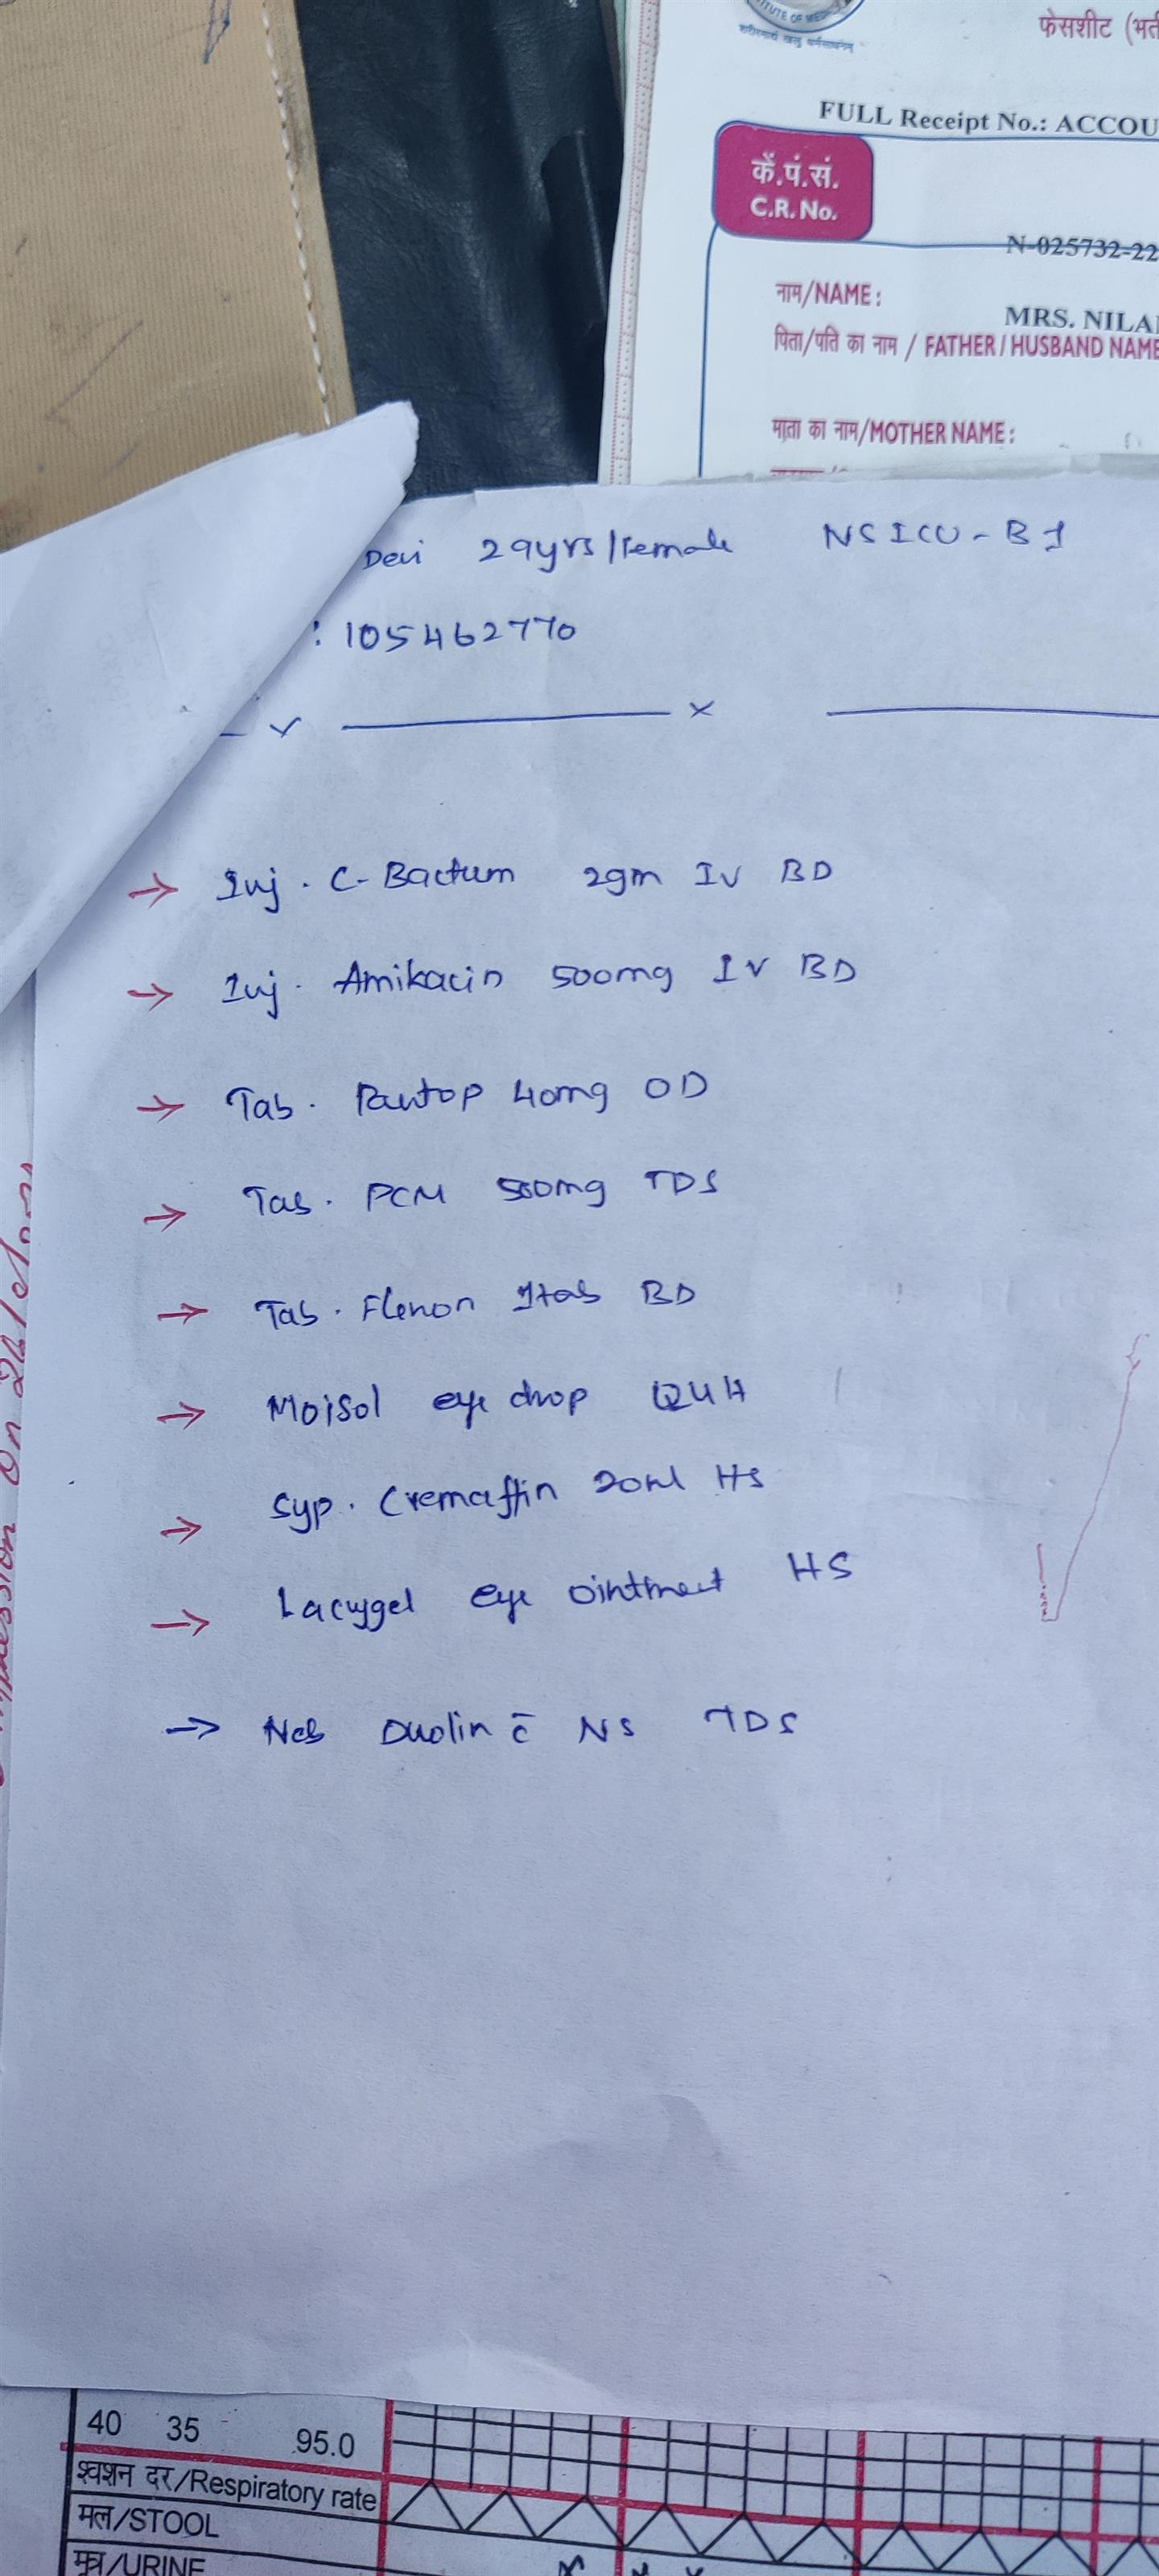 फेसशीट
FULL Receipt No.: ACCOU
कें.पं.सं.
C.R. No.
N-025732-22
नाम/NAME :
MRS. NILA
पिता/पति का नाम / FATHER / HUSBAND NAME
माता का नाम/MOTHER NAME :
Devi 29yrs/Female NSICU-B1
: 105462770
→ Inj. C-Bactum 2gm IV BD
→ Inj. Amikacin 500mg IV BD
→ Tab. Pantop 40mg OD
→ Tab. PCM 500mg TDS
→ Tab. Flenon 1tab BD
→ Moisol eye drop Q4H
→ Syp. Cremaffin 20ml HS
→ Lacrygel eye ointment HS
→ Neb Duolin c̄ NS TDS
40 35 95.0
श्वशन दर/Respiratory rate
मल/STOOL
मूत्र/URINE